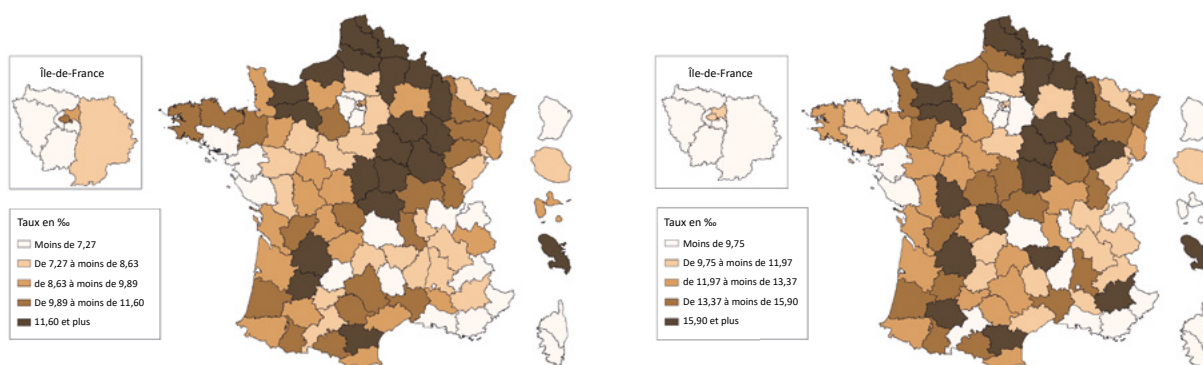 Île-de-France
Taux en ‰
Moins de 7,27
De 7,27 à moins de 8,63
de 8,63 à moins de 9,89
De 9,89 à moins de 11,60
11,60 et plus
Île-de-France
Taux en ‰
Moins de 9,75
De 9,75 à moins de 11,97
de 11,97 à moins de 13,37
De 13,37 à moins de 15,90
15,90 et plus